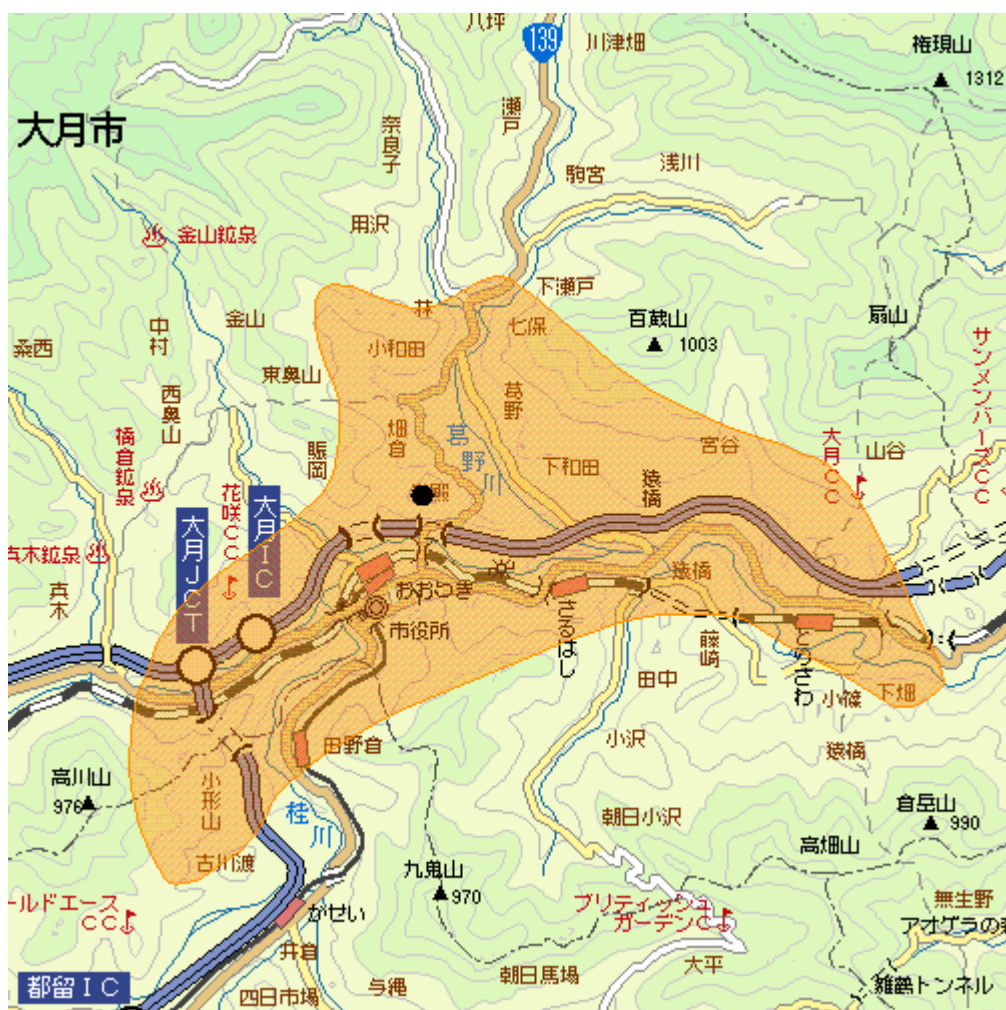 八坪
139
川津畑
権現山
1312
大月市
奈良子
瀬戸
駒宮
浅川
金山鉱泉
用沢
下瀬戸
林
七保
百蔵山
1003
扇山
金山
中村
桑西
小和田
東奥山
葛野
サンメンバーズCC
西奥山
畑倉
葛野川
宮谷
大月CC
山谷
橋倉鉱泉
賑岡
下和田
猿橋
花咲CC
大月IC
殿
大月JCT
真木鉱泉
真木
おおつき
猿橋
市役所
さるはし
藤崎
とりさわ
田中
小篠
下畑
田野倉
小沢
猿橋
高川山
976
小形山
桂川
朝日小沢
倉岳山
990
高畑山
古川渡
九鬼山
970
ールドエース
CC
がせい
ブリティッシュ
ガーデンC
無生野
アオゲラの森
井倉
大平
都留IC
四日市場
与縄
朝日馬場
雛鶴トンネル